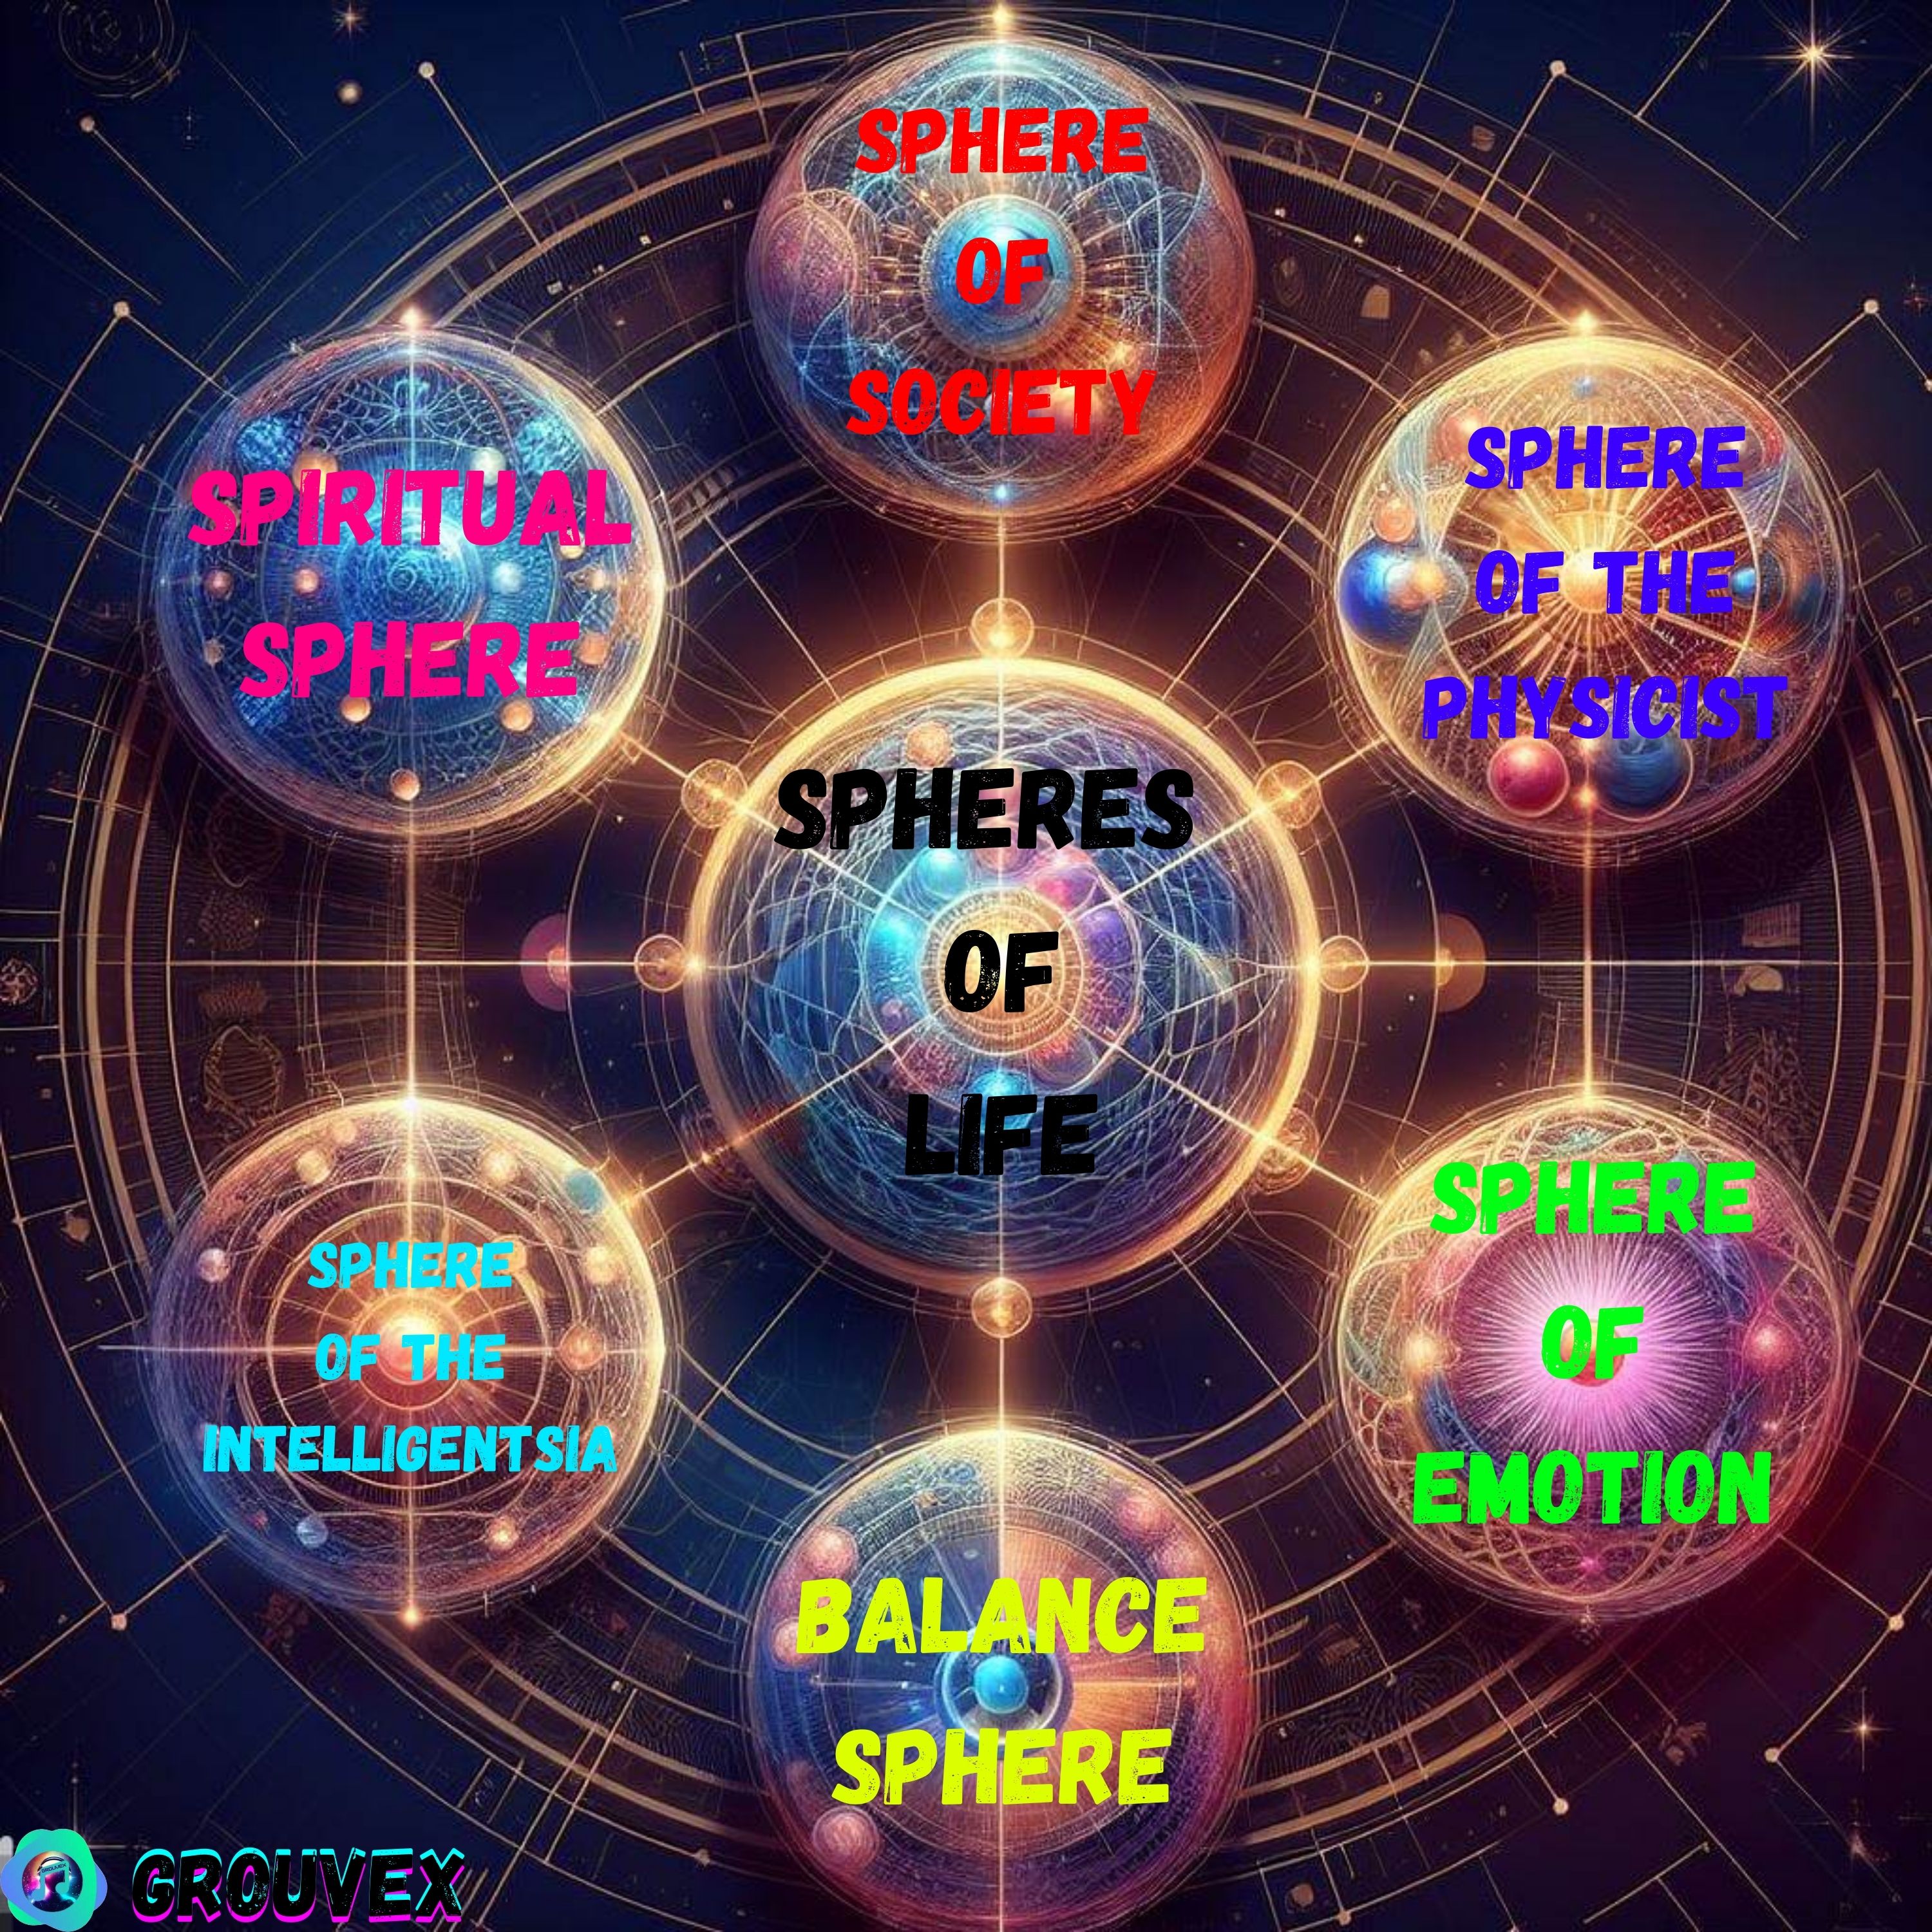 SPHERE
OF
SOCIETY
SPIRITUAL
SPHERE
SPHERE
OF THE
PHYSICIST
SPHERES
OF
LIFE
SPHERE
OF THE
INTELLIGENTSIA
SPHERE
OF
EMOTION
BALANCE
SPHERE
GROUVEX